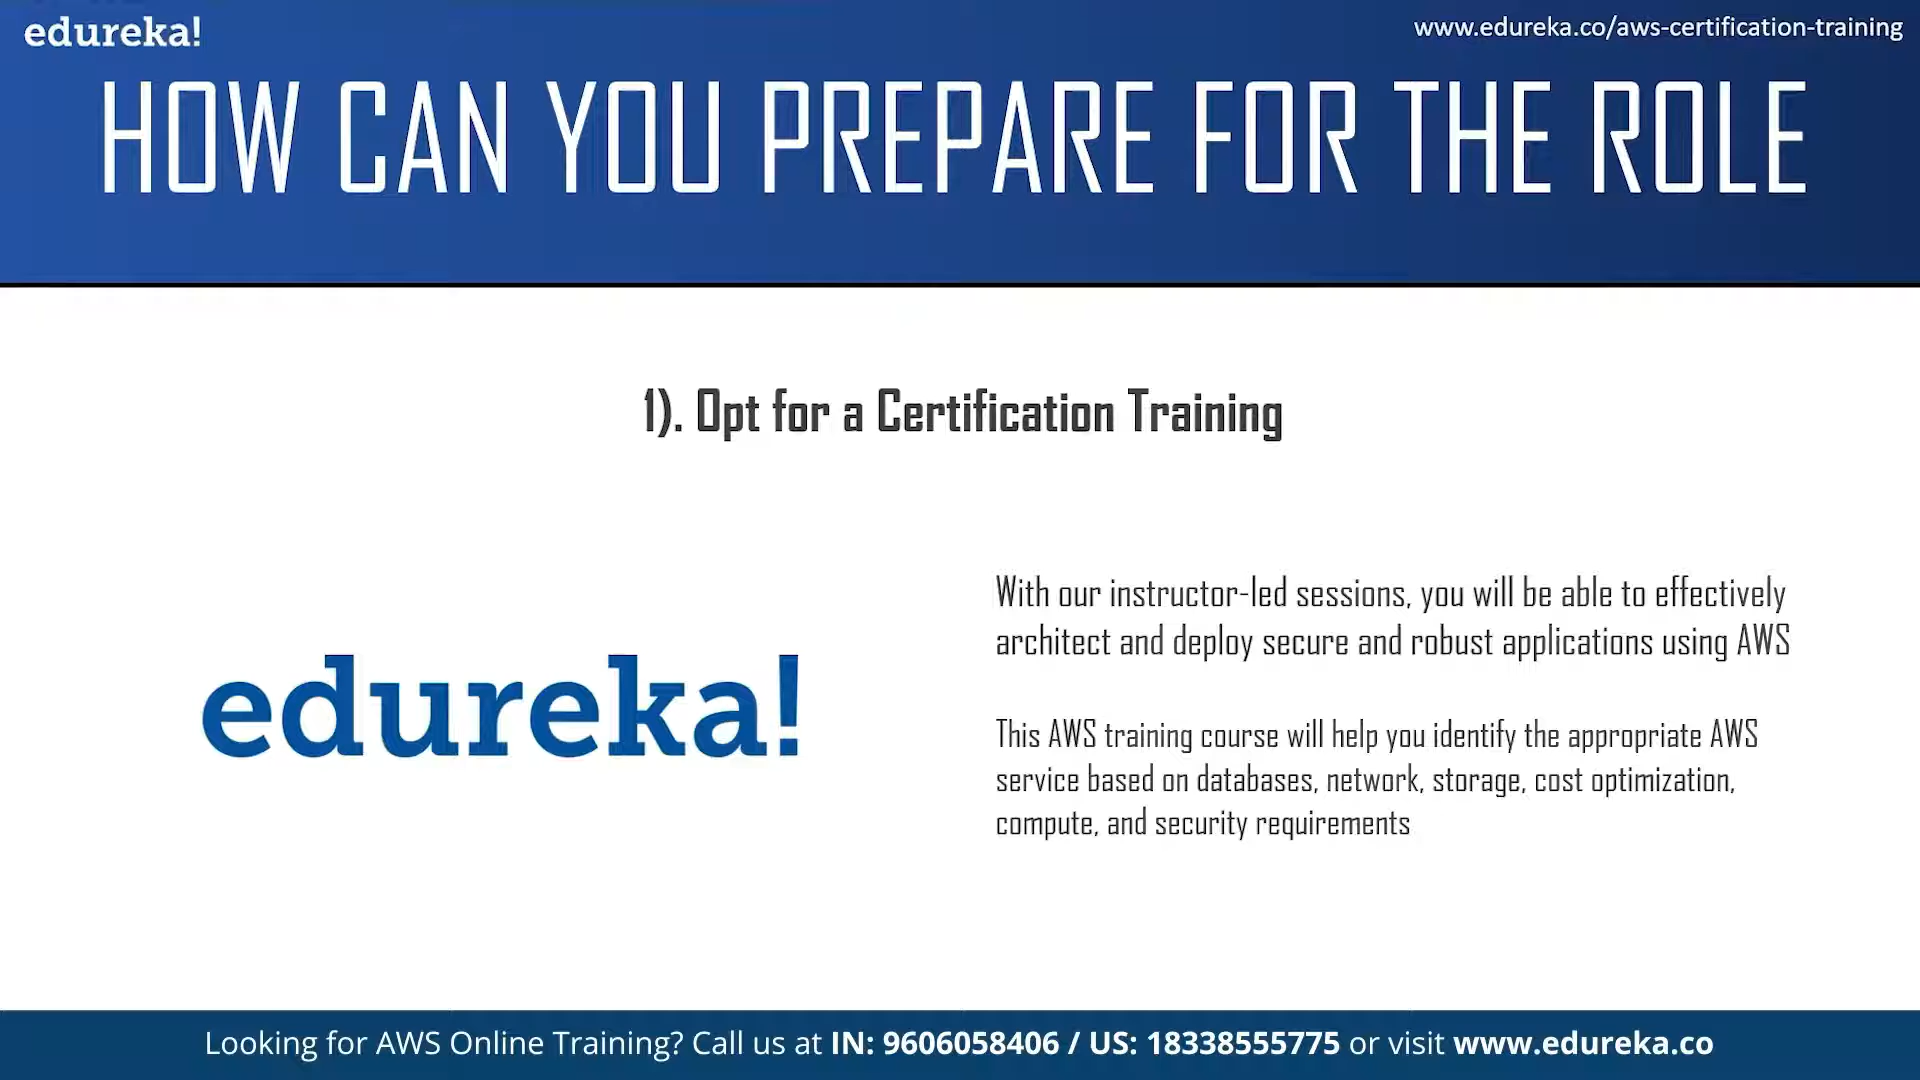 edureka!
www.edureka.co/aws-certification-training
HOW CAN YOU PREPARE FOR THE ROLE
1). Opt for a Certification Training
edureka!
With our instructor-led sessions, you will be able to effectively
architect and deploy secure and robust applications using AWS
This AWS training course will help you identify the appropriate AWS
service based on databases, network, storage, cost optimization,
compute, and security requirements
Looking for AWS Online Training? Call us at IN: 9606058406 / US: 18338555775 or visit www.edureka.co